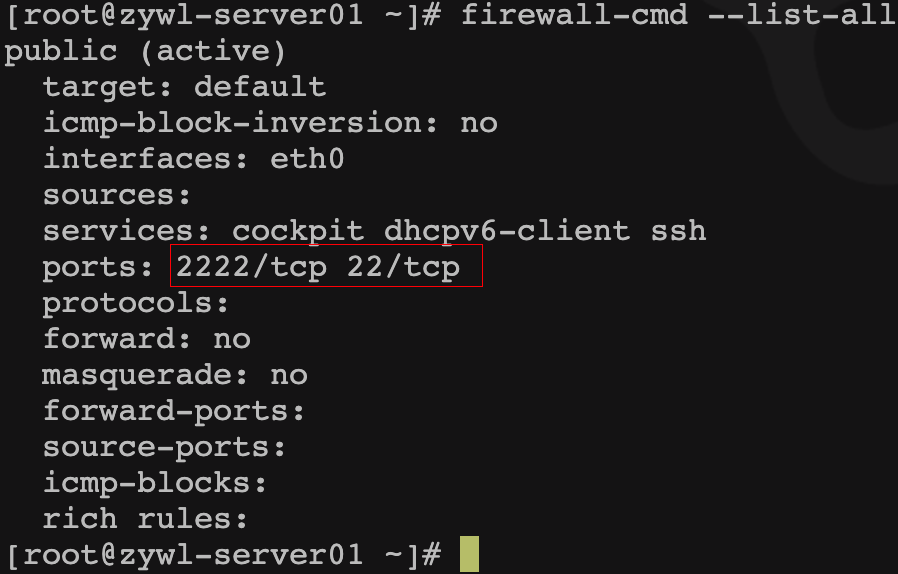 [root@zywl-server01 ~]# firewall-cmd --list-all
public (active)
  target: default
  icmp-block-inversion: no
  interfaces: eth0
  sources:
  services: cockpit dhcpv6-client ssh
  ports: 2222/tcp 22/tcp
  protocols:
  forward: no
  masquerade: no
  forward-ports:
  source-ports:
  icmp-blocks:
  rich rules:
[root@zywl-server01 ~]#